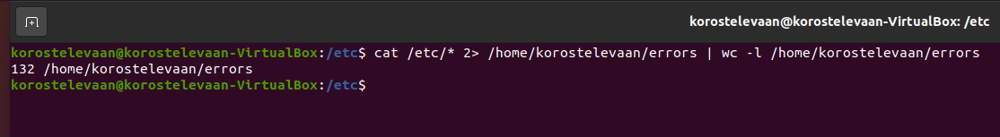 korostelevaan@korostelevaan-VirtualBox: /etc
korostelevaan@korostelevaan-VirtualBox:/etc$ cat /etc/* 2> /home/korostelevaan/errors | wc -l /home/korostelevaan/errors
132 /home/korostelevaan/errors
korostelevaan@korostelevaan-VirtualBox:/etc$